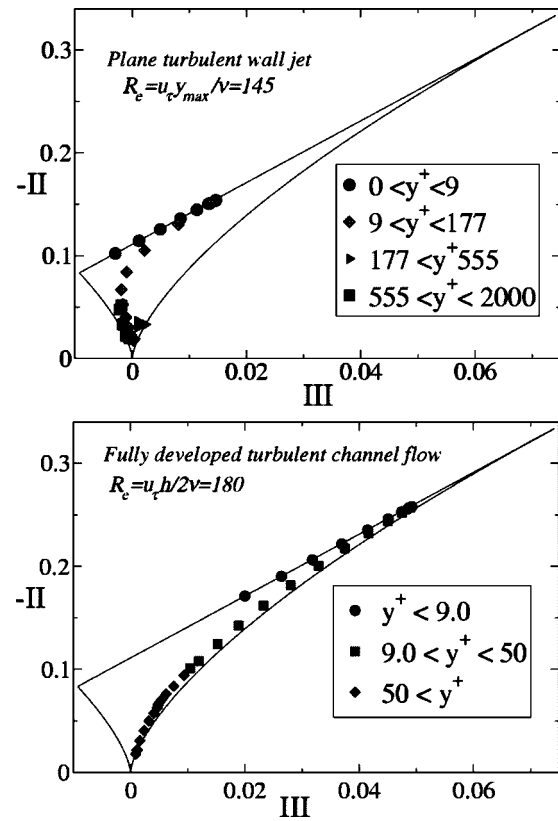 0.3
Plane turbulent wall jet
Re=uτymax/ν=145
0.2
-II
0 <y+<9
9 <y+<177
177 <y+555
555 <y+< 2000
0.1
0
0 0.02 0.04 0.06
III
0.3
Fully developed turbulent channel flow
Re=uτh/2ν=180
0.2
-II
y+ < 9.0
9.0 < y+ < 50
50 < y+
0.1
0
0 0.02 0.04 0.06
III